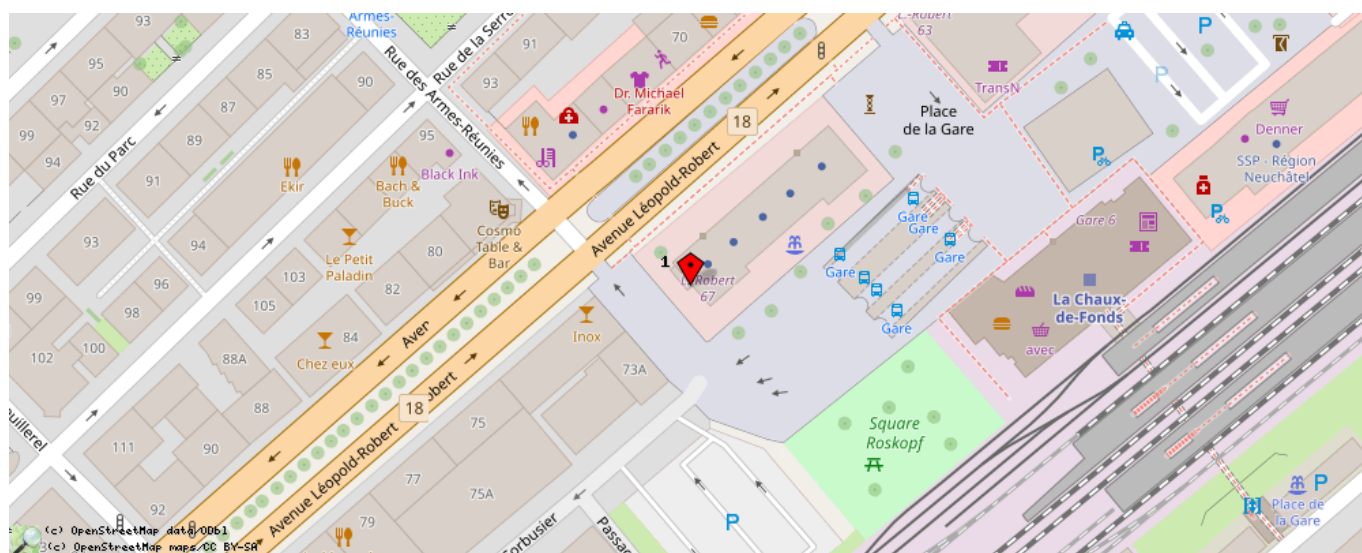 93
83
Armes-
Réunies
Rue de la Serre
91
70
L.-Robert
63
P
95
85
90
93
Rue des Armes-Réunies
TransN
P
97
90
87
Dr. Michael
Fararik
Place
de la Gare
Denner
99
92
89
95
18
P
SSP - Région
Neuchâtel
94
Rue du Parc
91
Ekir
Bach &
Buck
Black Ink
Avenue Léopold-Robert
Gare
Gare
Gare 6
P
93
94
Cosmo
Table &
Bar
80
Gare
Gare
1
L.-Robert
67
Le Petit
Paladin
103
82
99
96
105
98
Gare
La Chaux-
de-Fonds
Inox
Aver
84
Chez eux
avec
102
100
88A
73A
88
18
obert
75
Square
Roskopf
uillerel
111
90
77
75A
Avenue Léopold-Robert
92
79
P
P
Place de
la Gare
orbusier
Passa
(c) OpenStreetMap data/ODbl
(c) OpenStreetMap maps/CC BY-SA